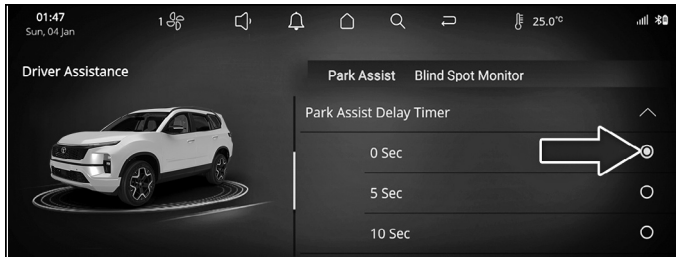 01:47
Sun, 04 Jan
1
25.0°C
Driver Assistance
Park Assist Blind Spot Monitor
Park Assist Delay Timer
0 Sec
5 Sec
10 Sec